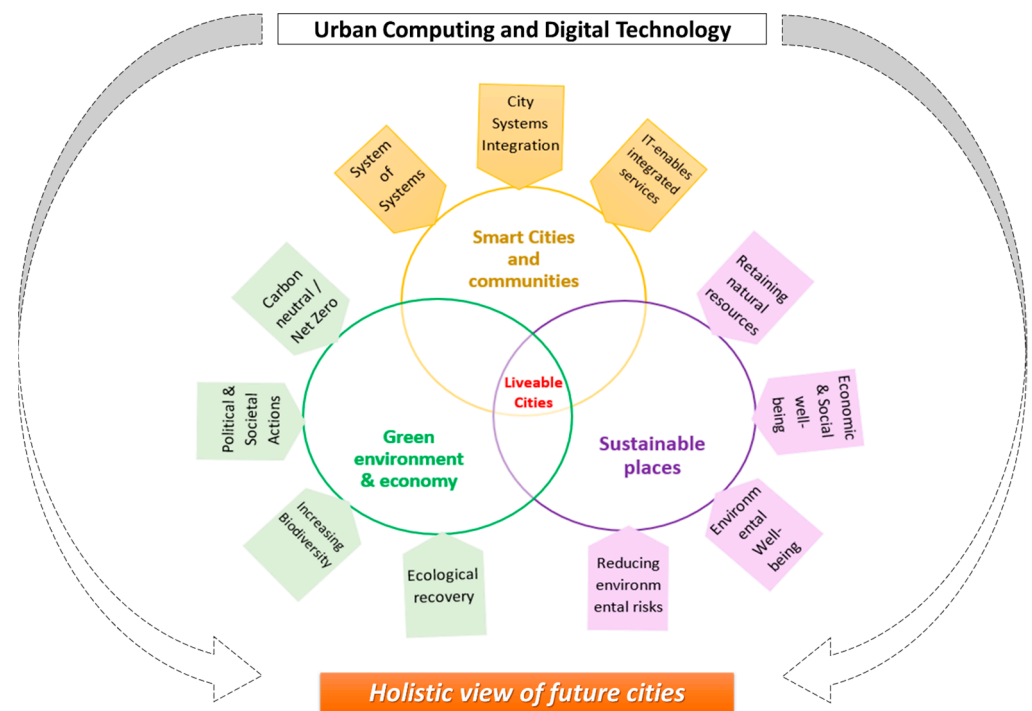 Urban Computing and Digital Technology
City
Systems
Integration
System
of
Systems
IT-enables
integrated
services
Smart Cities
and
communities
Carbon
neutral /
Net Zero
Retaining
natural
resources
Liveable
Cities
Political &
Societal
Actions
Economic
& Social
well-
being
Green
environment
& economy
Sustainable
places
Increasing
Biodiversity
Environm
ental
Well-
being
Ecological
recovery
Reducing
environm
ental risks
Holistic view of future cities